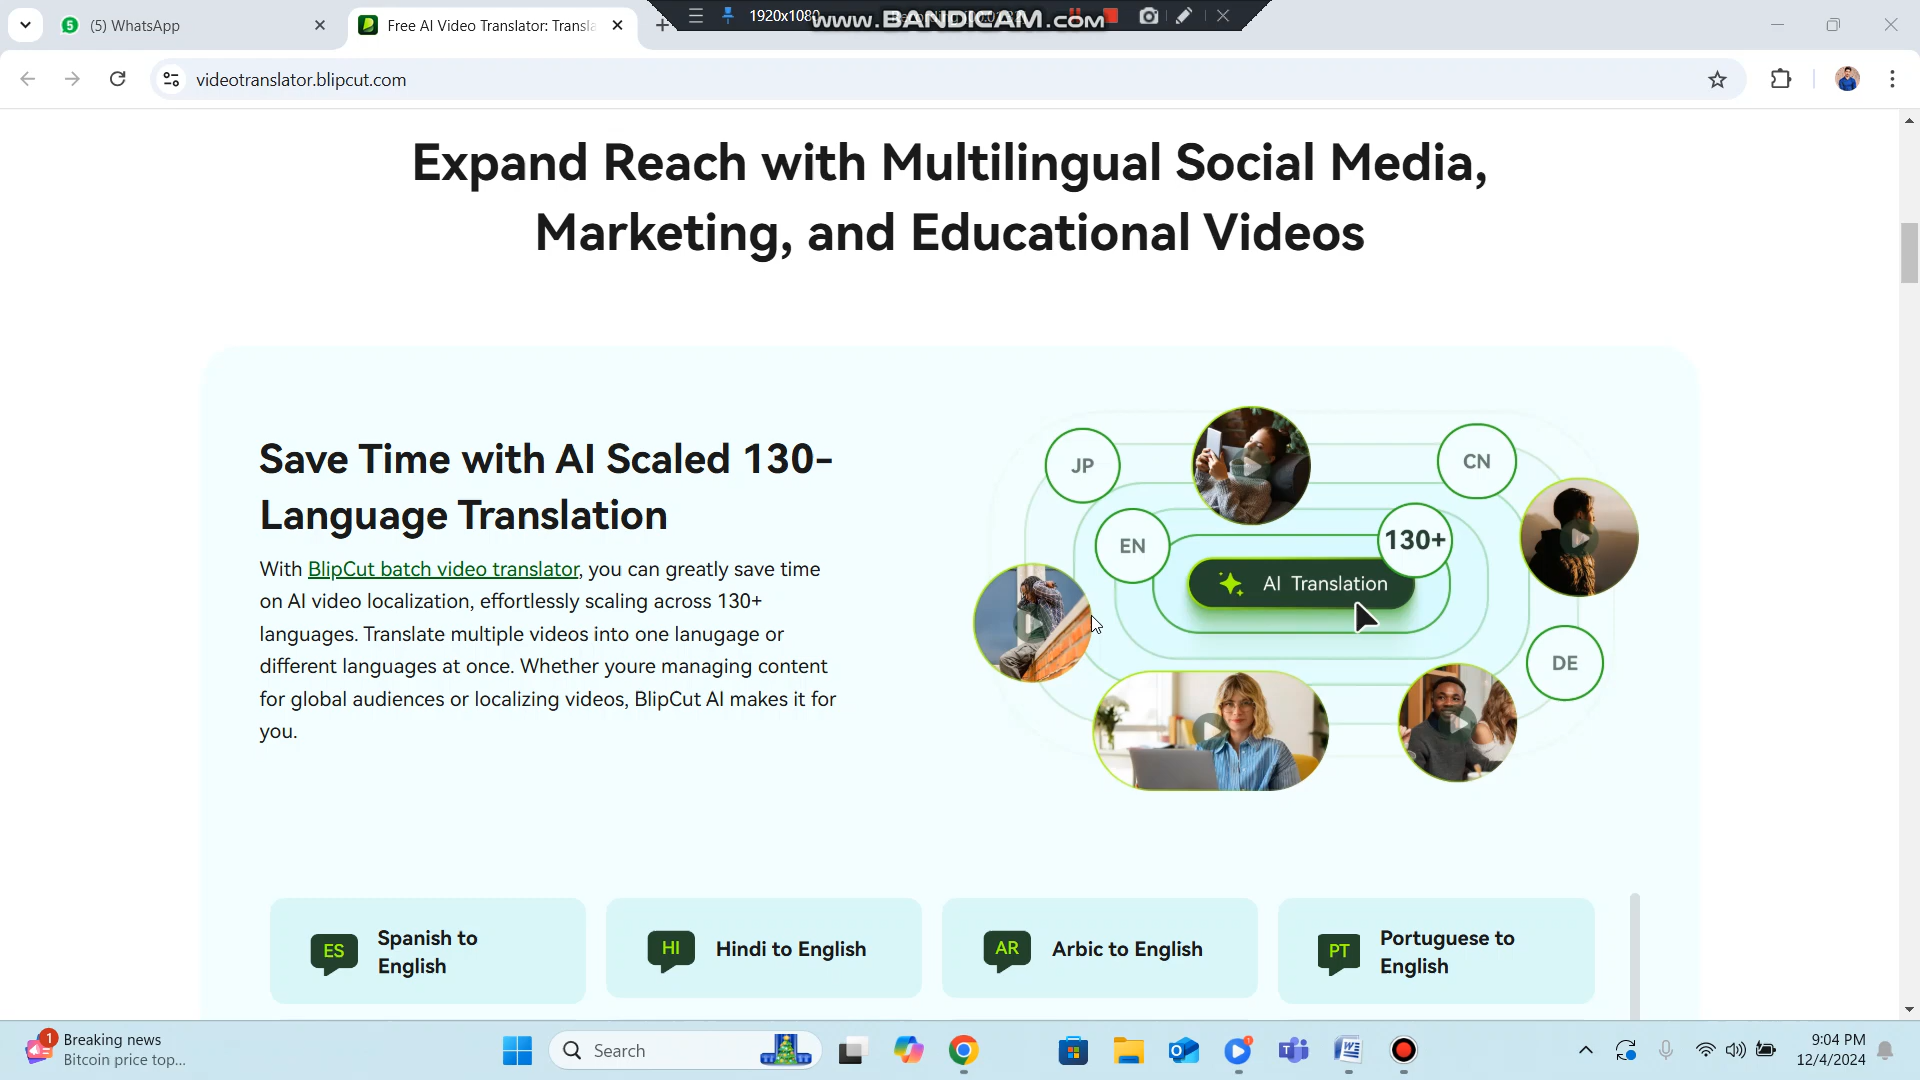 (5) WhatsApp
Free AI Video Translator: Transla
1920x1080
www.BANDICAM.com
videotranslator.blipcut.com
Expand Reach with Multilingual Social Media,
Marketing, and Educational Videos
Save Time with AI Scaled 130-
Language Translation
With BlipCut batch video translator, you can greatly save time
on AI video localization, effortlessly scaling across 130+
languages. Translate multiple videos into one lanugage or
different languages at once. Whether youre managing content
for global audiences or localizing videos, BlipCut AI makes it for
you.
JP
CN
EN
130+
AI Translation
DE
ES
Spanish to
English
HI
Hindi to English
AR
Arbic to English
PT
Portuguese to
English
1
Breaking news
Bitcoin price top...
Search
9:04 PM
12/4/2024